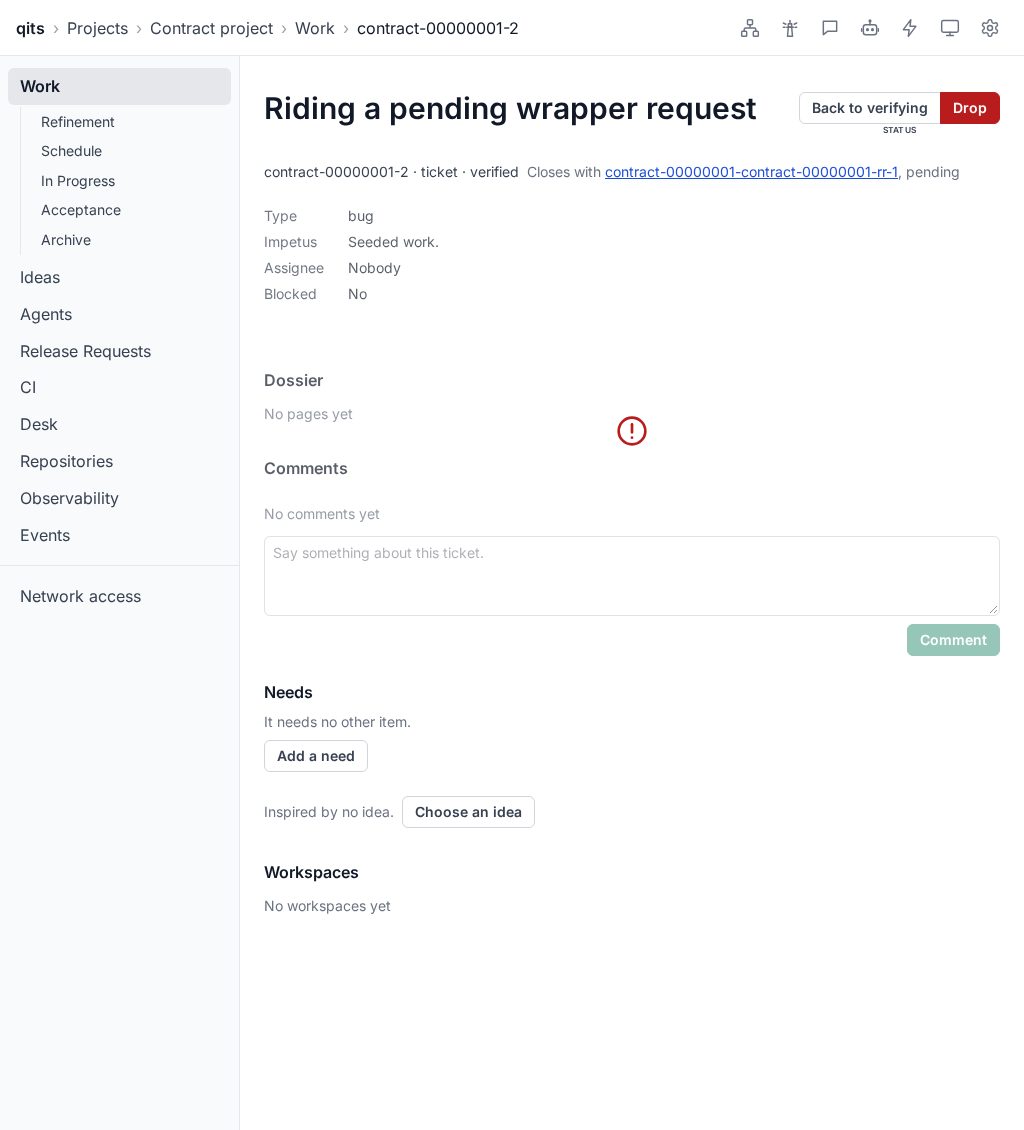 qits › Projects › Contract project › Work › contract-00000001-2
Work
Refinement
Schedule
In Progress
Acceptance
Archive
Ideas
Agents
Release Requests
CI
Desk
Repositories
Observability
Events
Network access
Riding a pending wrapper request
Back to verifying
Drop
STATUS
contract-00000001-2 · ticket · verified Closes with contract-00000001-contract-00000001-rr-1, pending
Type bug
Impetus Seeded work.
Assignee Nobody
Blocked No
Dossier
No pages yet
Comments
No comments yet
Say something about this ticket.
Comment
Needs
It needs no other item.
Add a need
Inspired by no idea. Choose an idea
Workspaces
No workspaces yet